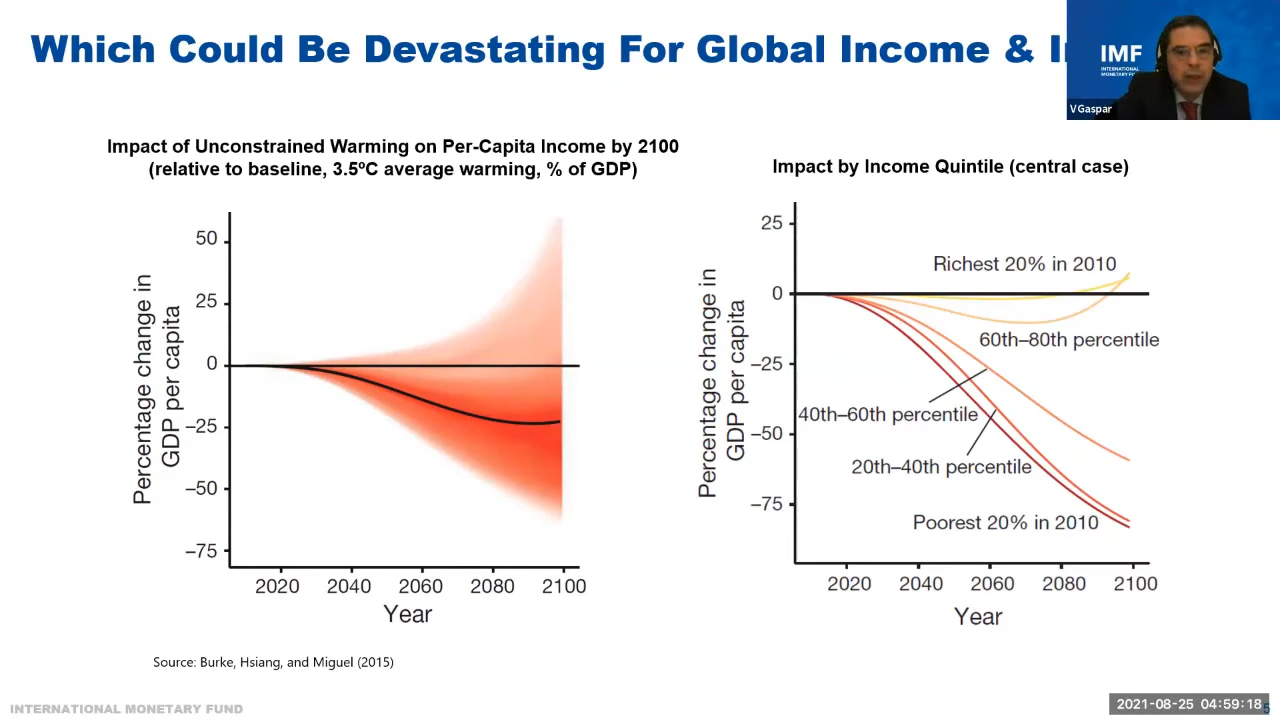 Which Could Be Devastating For Global Income &
IMF
INTERNATIONAL
MONETARY
V Gaspar
Impact of Unconstrained Warming on Per-Capita Income by 2100
(relative to baseline, 3.5ºC average warming, % of GDP)
50
25
0
−25
−50
−75
Percentage change in
GDP per capita
2020 2040 2060 2080 2100
Year
Impact by Income Quintile (central case)
25
0
−25
−50
−75
Percentage change in
GDP per capita
Richest 20% in 2010
60th–80th percentile
40th–60th percentile
20th–40th percentile
Poorest 20% in 2010
2020 2040 2060 2080 2100
Year
Source: Burke, Hsiang, and Miguel (2015)
INTERNATIONAL MONETARY FUND
2021-08-25 04:59:18
5